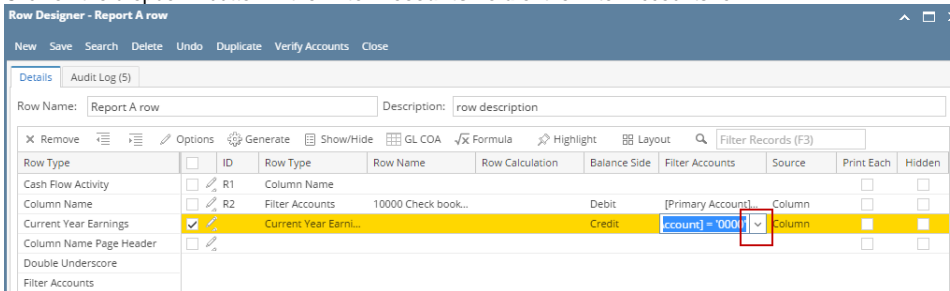 Row Designer - Report A row
New Save Search Delete Undo Duplicate Verify Accounts Close
Details Audit Log (5)
Row Name: Report A row Description: row description
Remove Options Generate Show/Hide GL COA Formula Highlight Layout Filter Records (F3)
Row Type ID Row Type Row Name Row Calculation Balance Side Filter Accounts Source Print Each Hidden
Cash Flow Activity R1 Column Name
Column Name R2 Filter Accounts 10000 Check book... Debit [Primary Account]... Column
Current Year Earnings Current Year Earni... Credit ccount] = '0000' Column
Column Name Page Header
Double Underscore
Filter Accounts